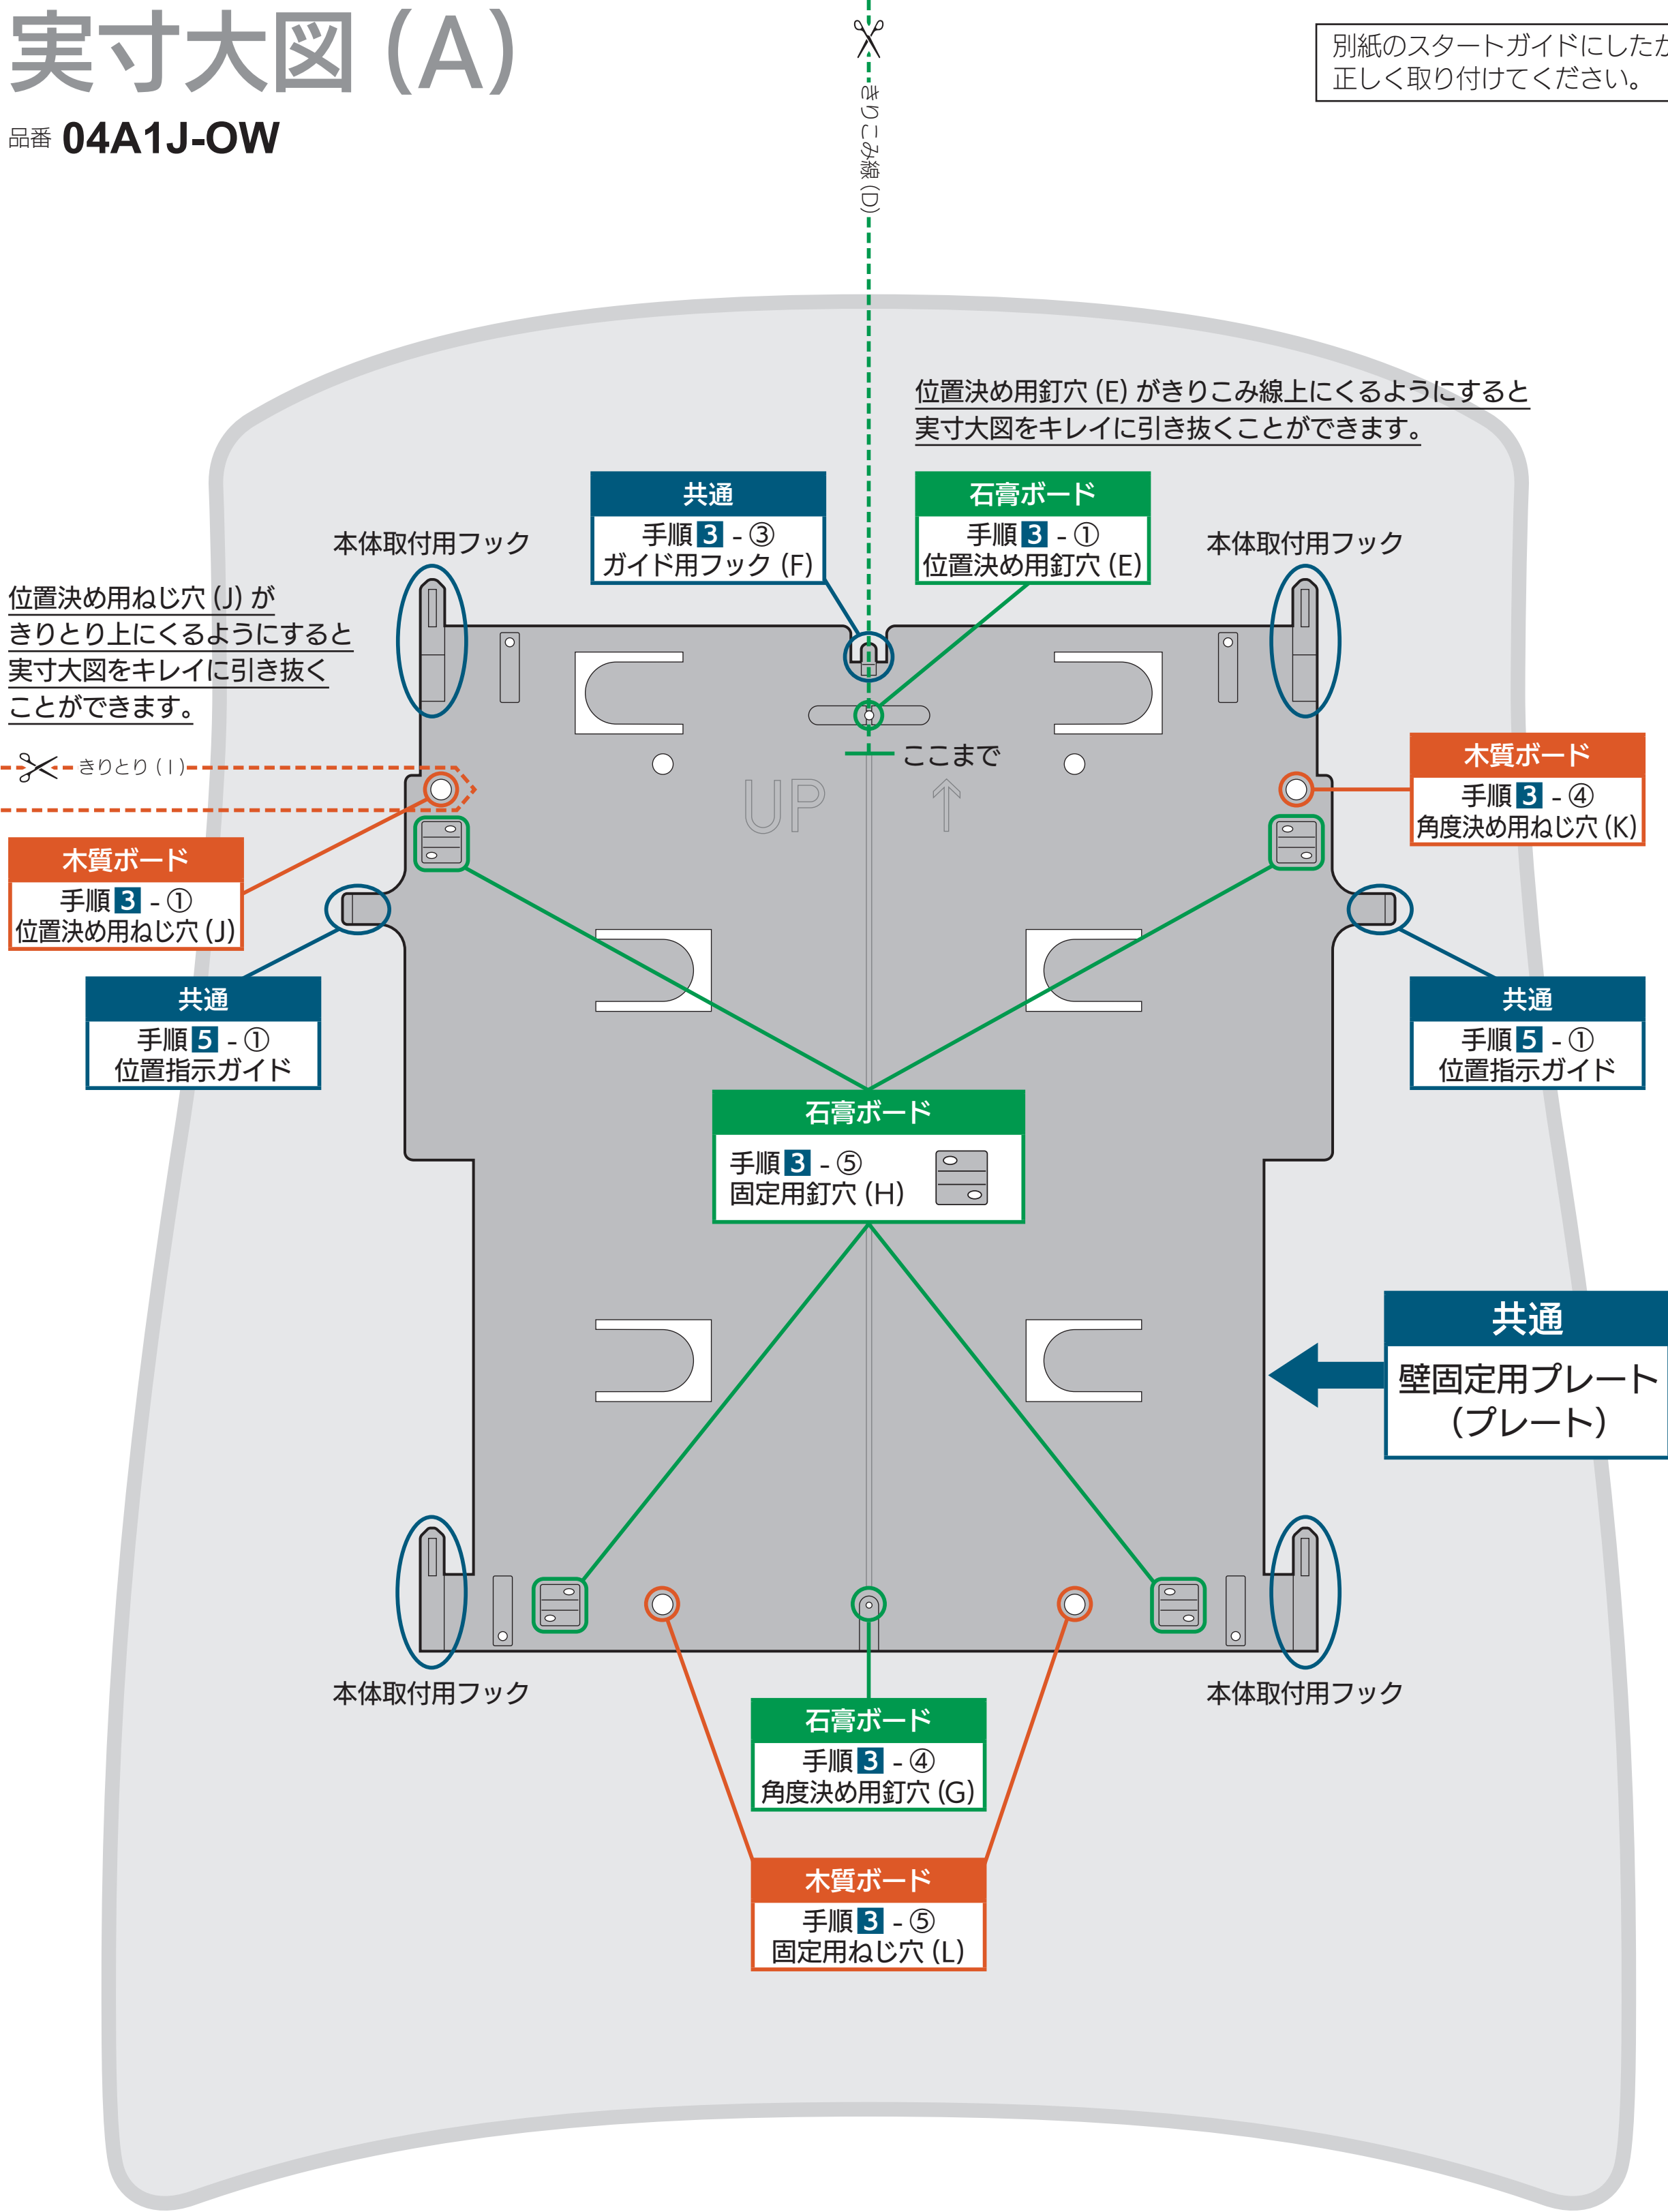 実寸大図 (A)
品番 04A1J-OW
きりこみ線 (D)
別紙のスタートガイドにしたが
正しく取り付けてください。
位置決め用釘穴 (E) がきりこみ線上にくるようにすると
実寸大図をキレイに引き抜くことができます。
共通
手順 3 - ③
ガイド用フック (F)
石膏ボード
手順 3 - ①
位置決め用釘穴 (E)
本体取付用フック
本体取付用フック
位置決め用ねじ穴 (J) が
きりとり上にくるようにすると
実寸大図をキレイに引き抜く
ことができます。
きりとり (I)
ここまで
UP ↑
木質ボード
手順 3 - ④
角度決め用ねじ穴 (K)
木質ボード
手順 3 - ①
位置決め用ねじ穴 (J)
共通
手順 5 - ①
位置指示ガイド
共通
手順 5 - ①
位置指示ガイド
石膏ボード
手順 3 - ⑤
固定用釘穴 (H)
共通
壁固定用プレート
(プレート)
本体取付用フック
本体取付用フック
石膏ボード
手順 3 - ④
角度決め用釘穴 (G)
木質ボード
手順 3 - ⑤
固定用ねじ穴 (L)